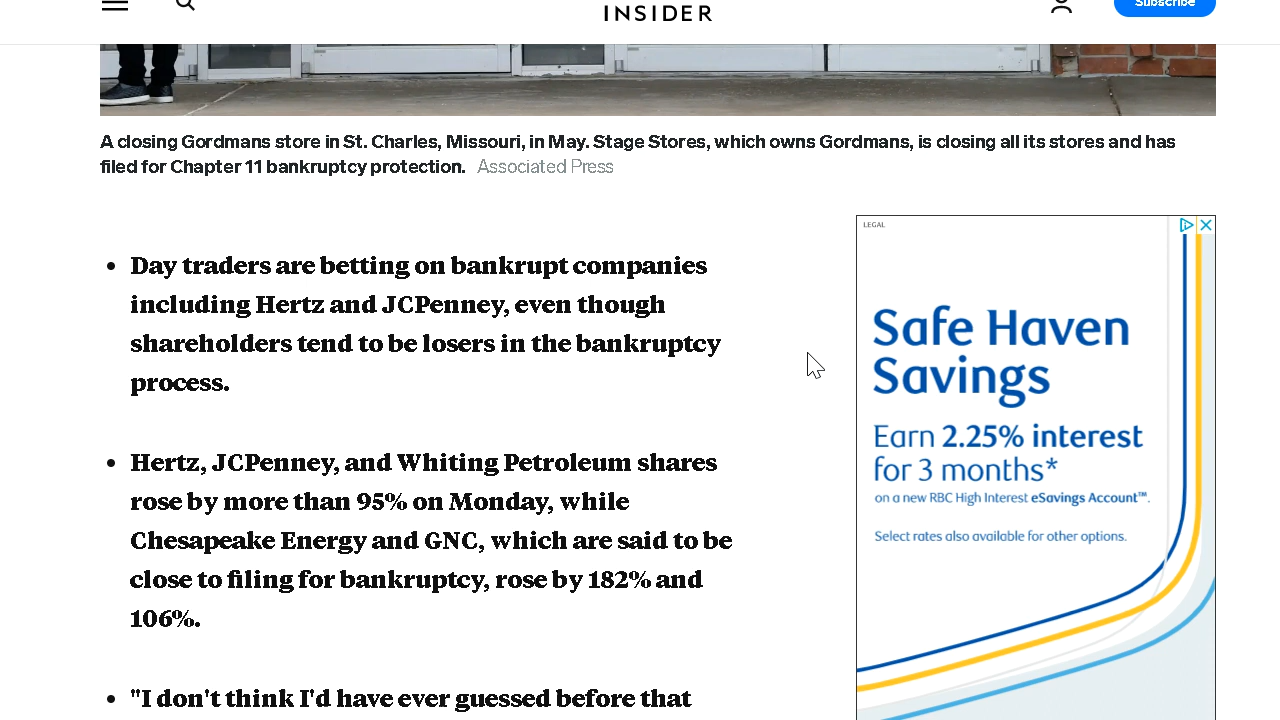 INSIDER
Subscribe
A closing Gordmans store in St. Charles, Missouri, in May. Stage Stores, which owns Gordmans, is closing all its stores and has
filed for Chapter 11 bankruptcy protection. Associated Press
• Day traders are betting on bankrupt companies
including Hertz and JCPenney, even though
shareholders tend to be losers in the bankruptcy
process.
• Hertz, JCPenney, and Whiting Petroleum shares
rose by more than 95% on Monday, while
Chesapeake Energy and GNC, which are said to be
close to filing for bankruptcy, rose by 182% and
106%.
• "I don't think I'd have ever guessed before that
LEGAL
Safe Haven
Savings
Earn 2.25% interest
for 3 months*
on a new RBC High Interest eSavings Account™.
Select rates also available for other options.